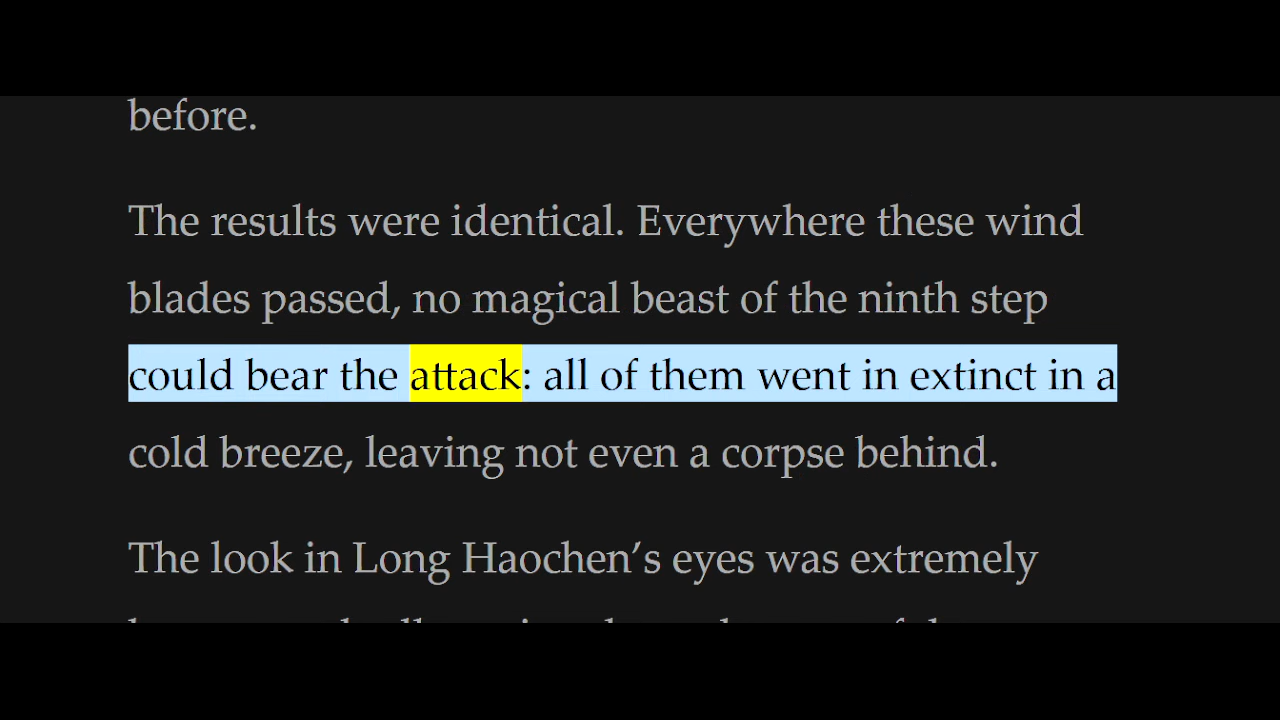 before.
The results were identical. Everywhere these wind
blades passed, no magical beast of the ninth step
could bear the attack: all of them went in extinct in a
cold breeze, leaving not even a corpse behind.
The look in Long Haochen’s eyes was extremely